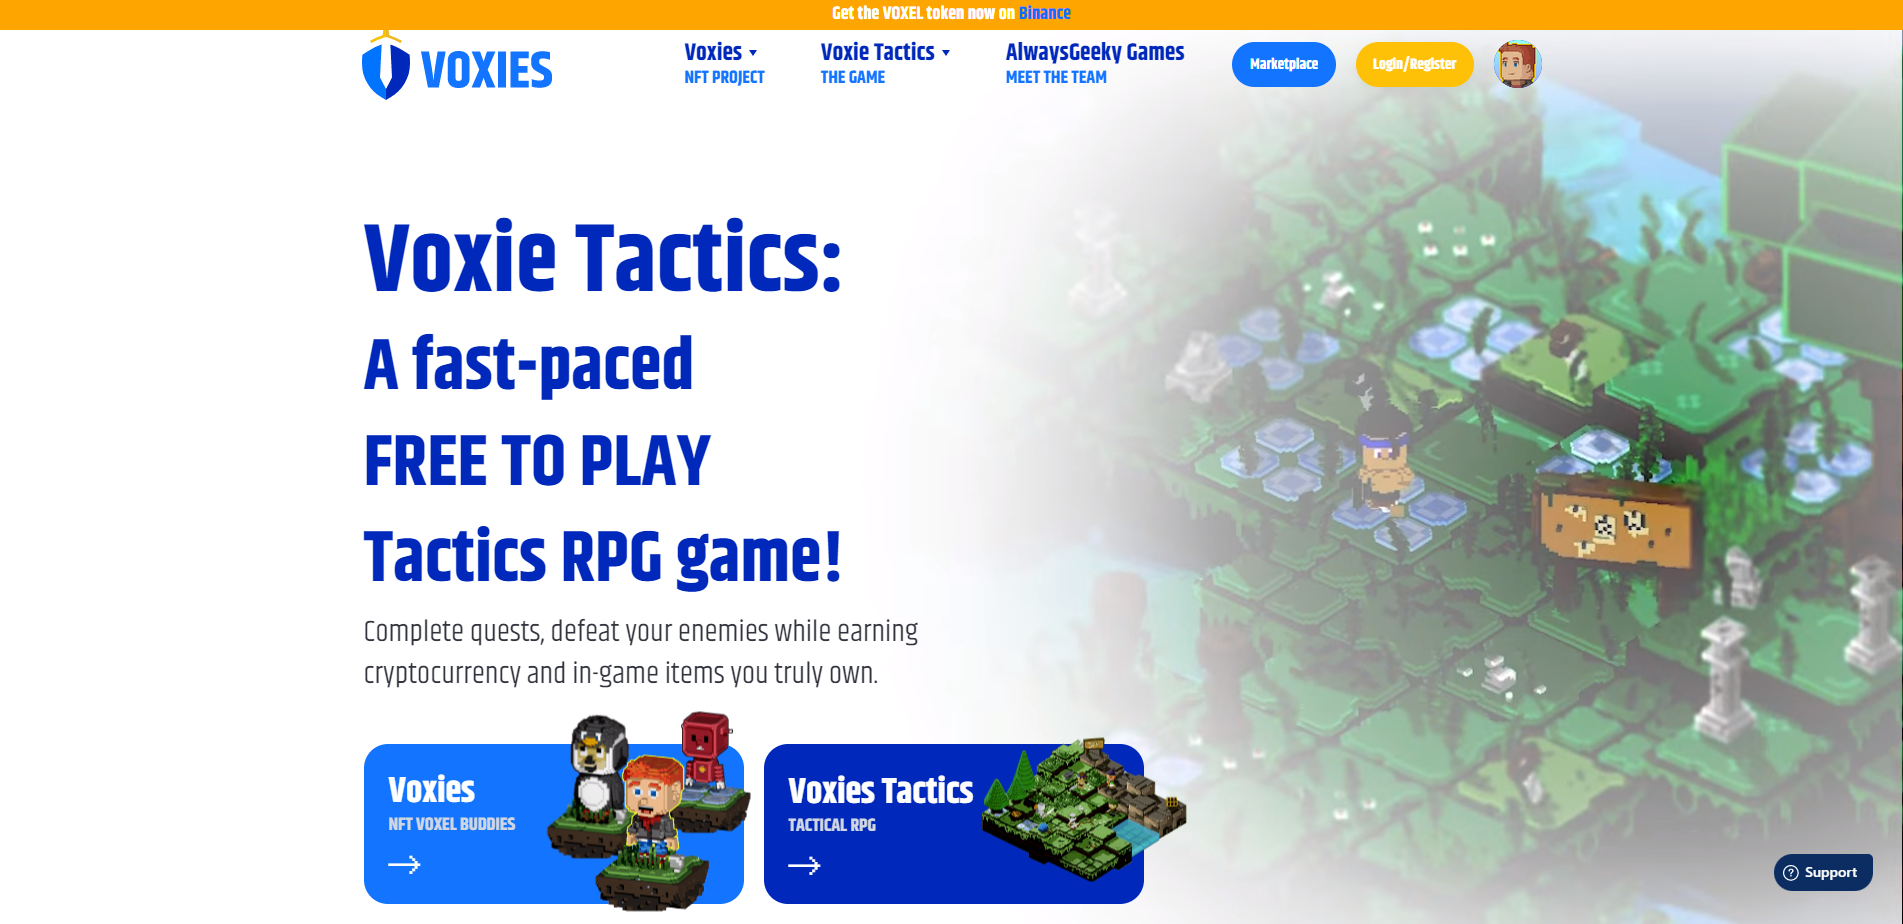 Get the VOXEL token now on Binance
VOXIES
Voxies
NFT PROJECT
Voxie Tactics
THE GAME
AlwaysGeeky Games
MEET THE TEAM
Marketplace
Login/Register
Voxie Tactics:
A fast-paced
FREE TO PLAY
Tactics RPG game!
Complete quests, defeat your enemies while earning
cryptocurrency and in-game items you truly own.
Voxies
NFT VOXEL BUDDIES
Voxies Tactics
TACTICAL RPG
Support